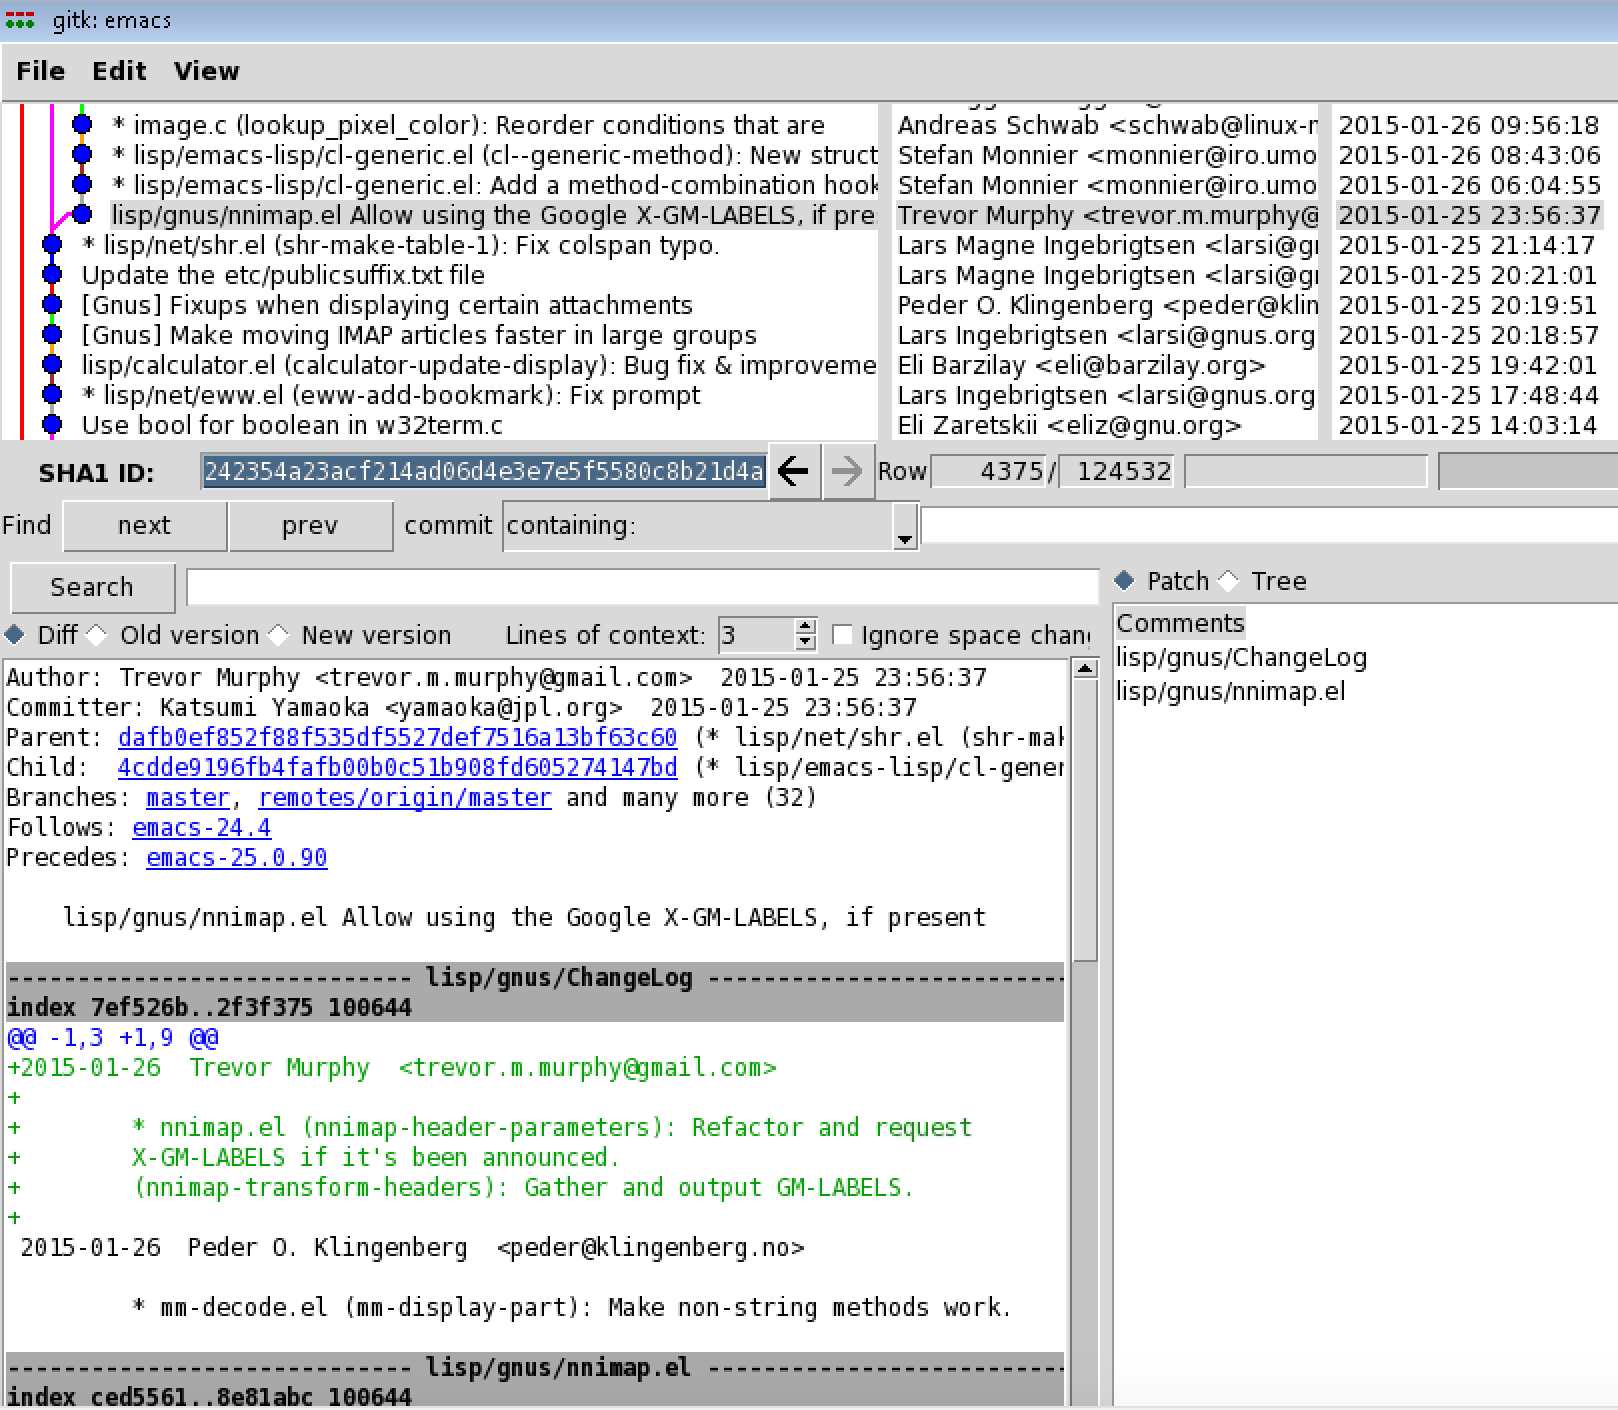 gitk: emacs
File Edit View
* image.c (lookup_pixel_color): Reorder conditions that are Andreas Schwab <schwab@linux-m 2015-01-26 09:56:18
* lisp/emacs-lisp/cl-generic.el (cl--generic-method): New struct Stefan Monnier <monnier@iro.umo 2015-01-26 08:43:06
* lisp/emacs-lisp/cl-generic.el: Add a method-combination hook Stefan Monnier <monnier@iro.umo 2015-01-26 06:04:55
lisp/gnus/nnimap.el Allow using the Google X-GM-LABELS, if pre Trevor Murphy <trevor.m.murphy@ 2015-01-25 23:56:37
* lisp/net/shr.el (shr-make-table-1): Fix colspan typo. Lars Magne Ingebrigtsen <larsi@gn 2015-01-25 21:14:17
Update the etc/publicsuffix.txt file Lars Magne Ingebrigtsen <larsi@gn 2015-01-25 20:21:01
[Gnus] Fixups when displaying certain attachments Peder O. Klingenberg <peder@klin 2015-01-25 20:19:51
[Gnus] Make moving IMAP articles faster in large groups Lars Ingebrigtsen <larsi@gnus.org 2015-01-25 20:18:57
lisp/calculator.el (calculator-update-display): Bug fix & improveme Eli Barzilay <eli@barzilay.org> 2015-01-25 19:42:01
* lisp/net/eww.el (eww-add-bookmark): Fix prompt Lars Ingebrigtsen <larsi@gnus.org 2015-01-25 17:48:44
Use bool for boolean in w32term.c Eli Zaretskii <eliz@gnu.org> 2015-01-25 14:03:14
SHA1 ID: 242354a23acf214ad06d4e3e7e5f5580c8b21d4a Row 4375 / 124532
Find next prev commit containing:
Search
Patch Tree
Diff Old version New version Lines of context: 3 Ignore space chang
Comments
lisp/gnus/ChangeLog
lisp/gnus/nnimap.el
Author: Trevor Murphy <trevor.m.murphy@gmail.com> 2015-01-25 23:56:37
Committer: Katsumi Yamaoka <yamaoka@jpl.org> 2015-01-25 23:56:37
Parent: dafb0ef852f88f535df5527def7516a13bf63c60 (* lisp/net/shr.el (shr-mak
Child: 4cdde9196fb4fafb00b0c51b908fd605274147bd (* lisp/emacs-lisp/cl-gener
Branches: master, remotes/origin/master and many more (32)
Follows: emacs-24.4
Precedes: emacs-25.0.90
lisp/gnus/nnimap.el Allow using the Google X-GM-LABELS, if present
----------------------------- lisp/gnus/ChangeLog --------------------------
index 7ef526b..2f3f375 100644
@@ -1,3 +1,9 @@
+2015-01-26 Trevor Murphy <trevor.m.murphy@gmail.com>
+
+ * nnimap.el (nnimap-header-parameters): Refactor and request
+ X-GM-LABELS if it's been announced.
+ (nnimap-transform-headers): Gather and output GM-LABELS.
+
2015-01-26 Peder O. Klingenberg <peder@klingenberg.no>
* mm-decode.el (mm-display-part): Make non-string methods work.
----------------------------- lisp/gnus/nnimap.el --------------------------
index ced5561..8e81abc 100644